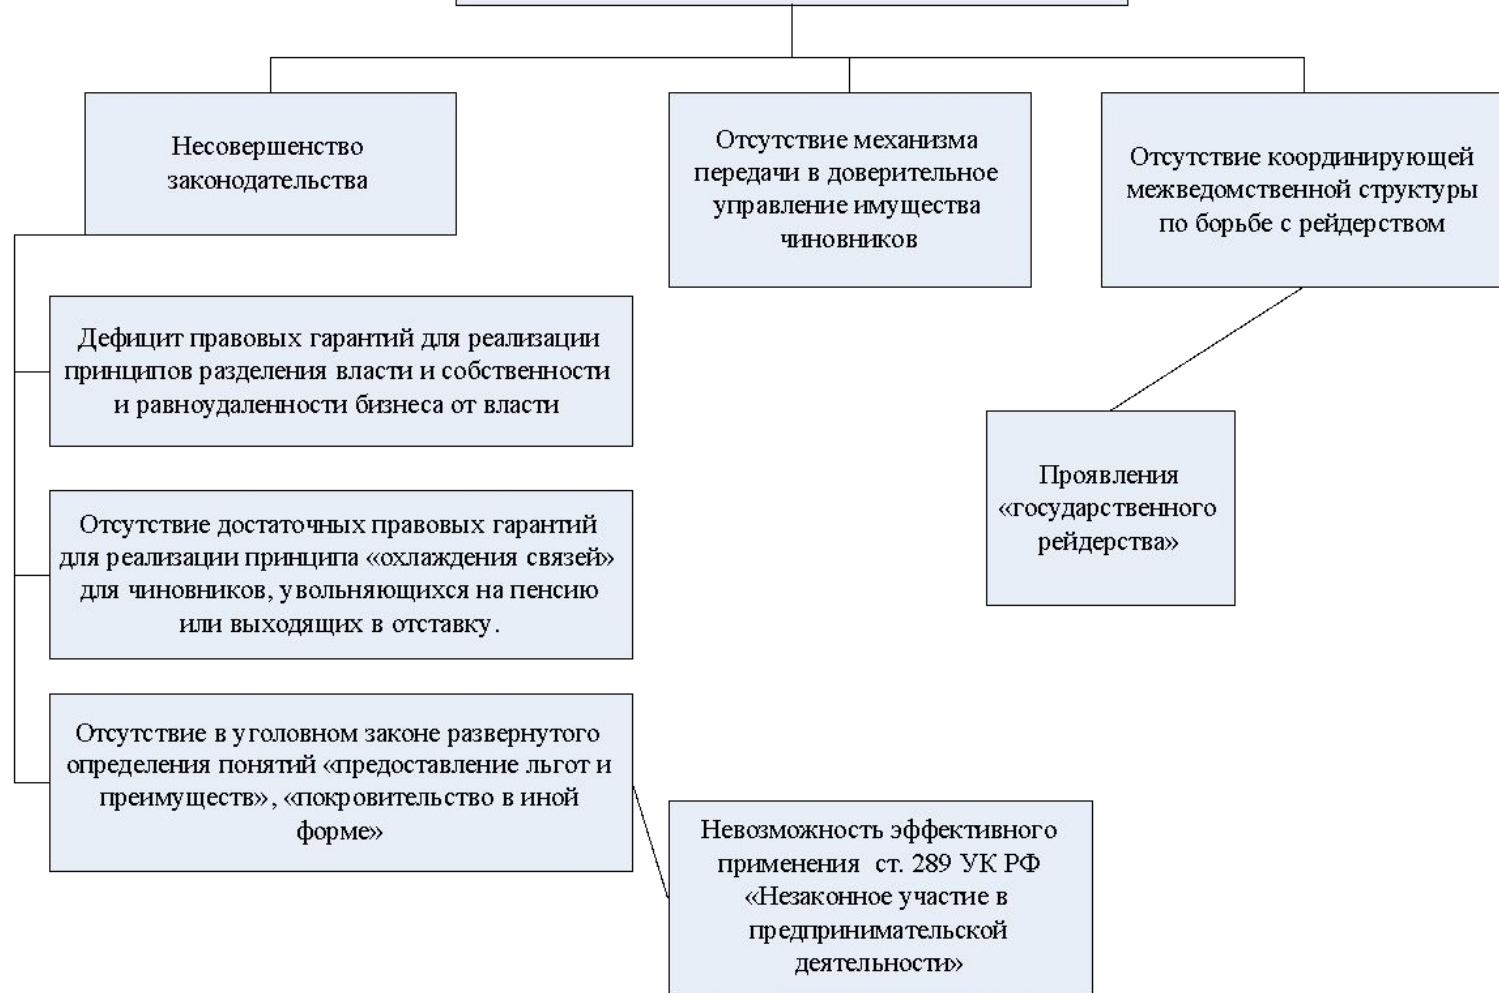 Несовершенство
законодательства
Отсутствие механизма
передачи в доверительное
управление имущества
чиновников
Отсутствие координирующей
межведомственной структуры
по борьбе с рейдерством
Дефицит правовых гарантий для реализации
принципов разделения власти и собственности
и равноудаленности бизнеса от власти
Проявления
«государственного
рейдерства»
Отсутствие достаточных правовых гарантий
для реализации принципа «охлаждения связей»
для чиновников, увольняющихся на пенсию
или выходящих в отставку.
Отсутствие в уголовном законе развернутого
определения понятий «предоставление льгот и
преимуществ», «покровительство в иной
форме»
Невозможность эффективного
применения ст. 289 УК РФ
«Незаконное участие в
предпринимательской
деятельности»